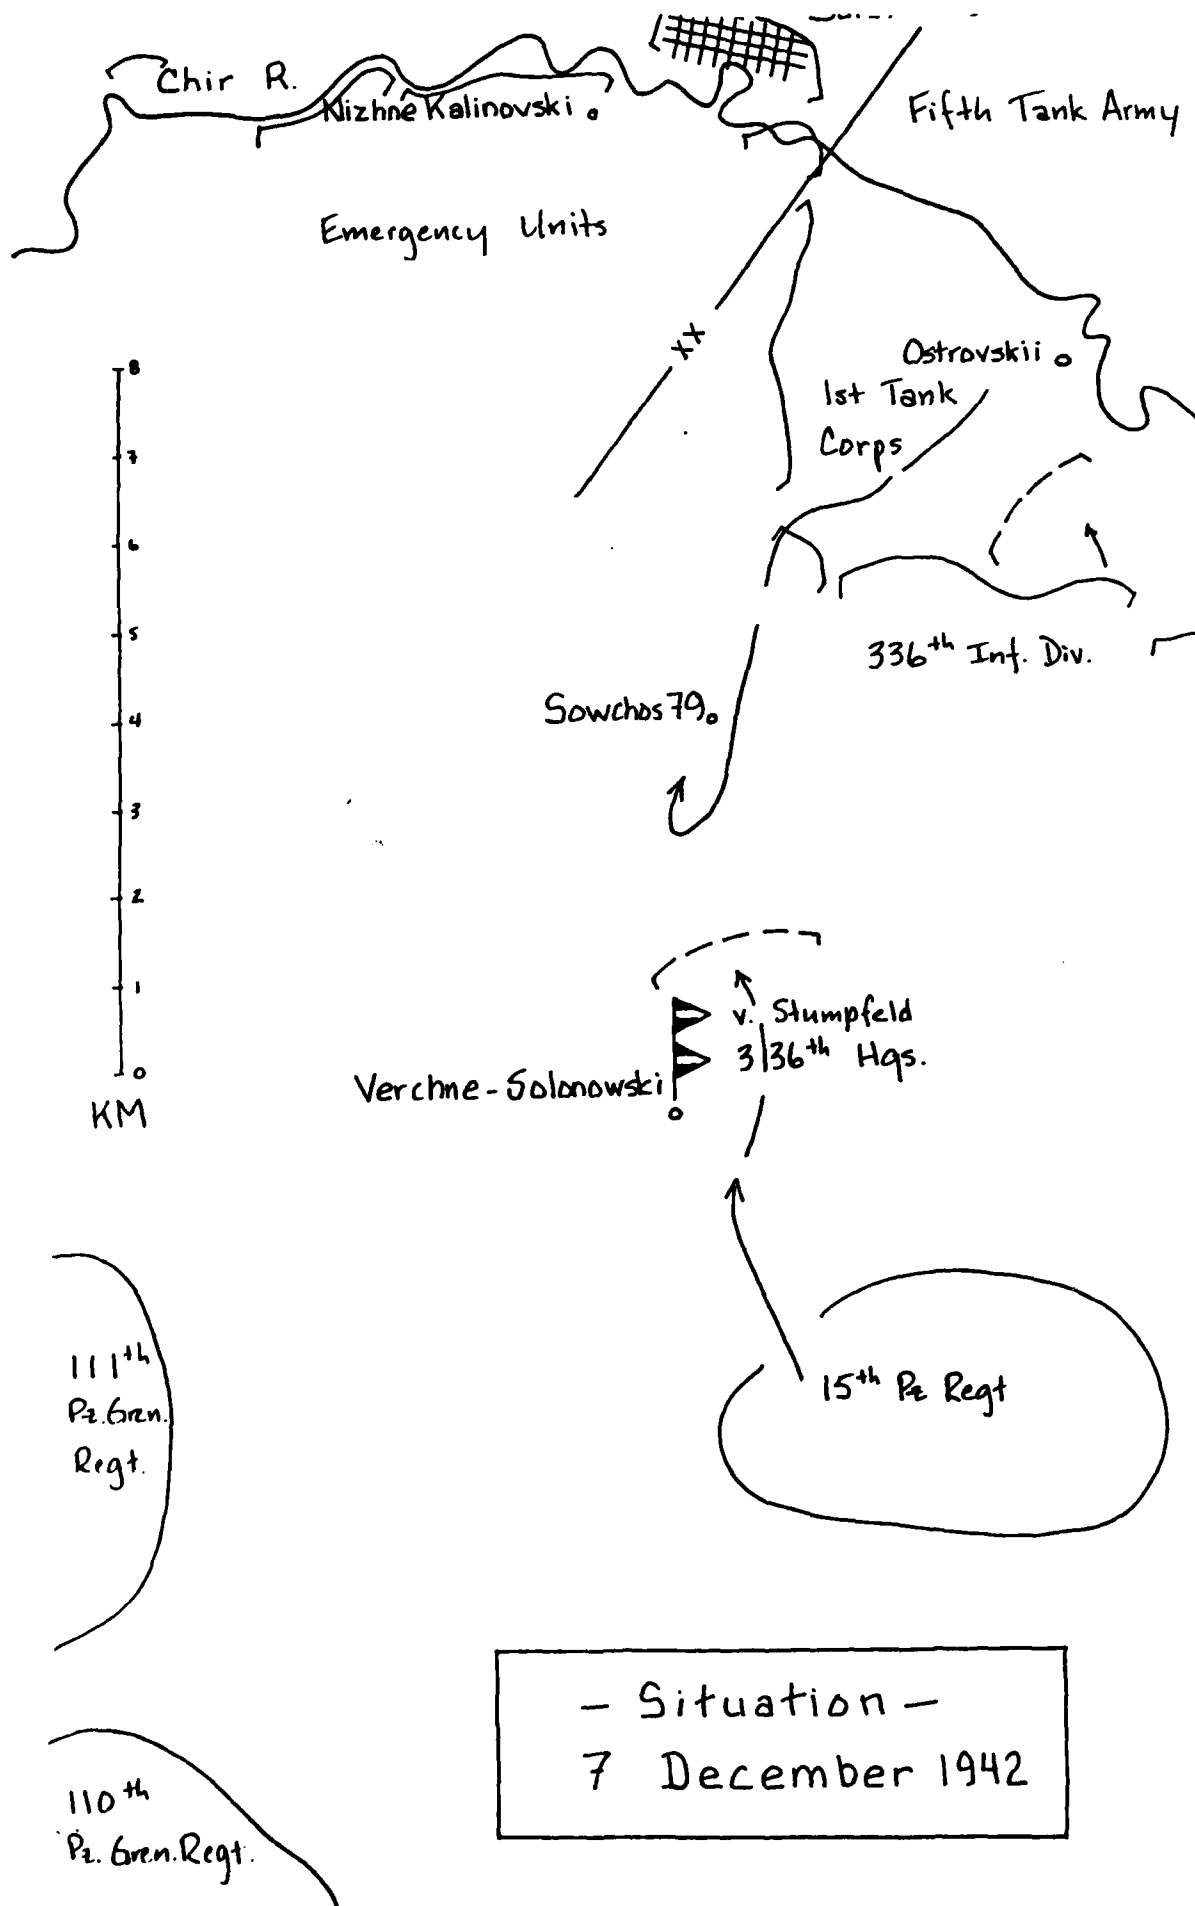 Chir R.
Nizhne Kalinovski
Fifth Tank Army
Emergency Units
XX
Ostrovskii
1st Tank
Corps
336th Inf. Div.
Sowchos 79
8
7
6
5
4
3
2
1
0
KM
v. Stumpfeld
336th Hqs.
Verchne-Solonowski
111th
Pz. Gren.
Regt.
15th Pz Regt
110th
Pz. Gren. Regt.
- Situation -
7 December 1942